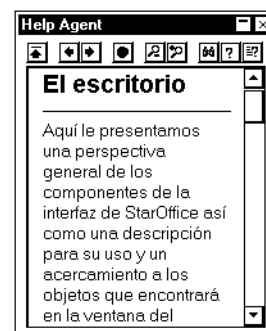 Help Agent
El escritorio
Aquí le presentamos
una perspectiva
general de los
componentes de la
interfaz de StarOffice así
como una descripción
para su uso y un
acercamiento a los
objetos que encontrará
en la ventana del